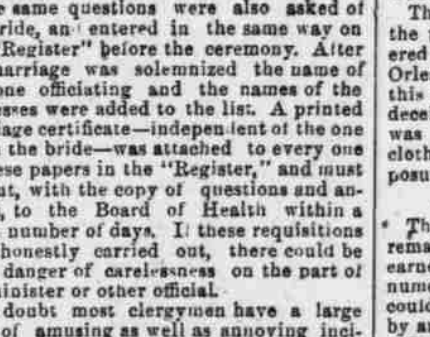 same questions were also asked of
ride, and entered in the same way on
Register" before the ceremony. After
narriage was solemnized the name of
one officiating and the names of the
esses were added to the list. A printed
age certificate—indepen lent of the one
the bride—was attached to every one
ese papers in the "Register," and must
ut, with the copy of questions and an-
, to the Board of Health within a
number of days. If these requisitions
honestly carried out, there could be
danger of carelessness on the part of
inister or other official.
doubt most clergymen have a large
of amusing as well as annoying inci-
Th
the
ered
Orle
this
dece
was
cloth
posu
Th
rema
earne
nume
could
by an